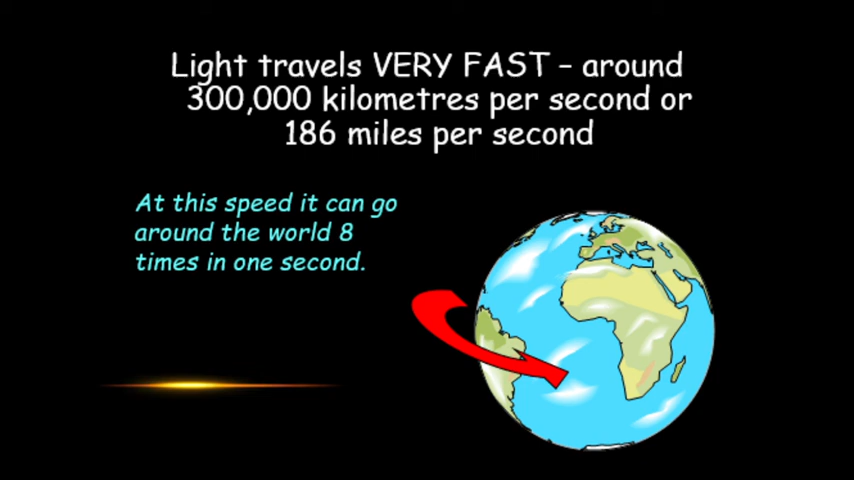 Light travels VERY FAST – around
300,000 kilometres per second or
186 miles per second
At this speed it can go
around the world 8
times in one second.